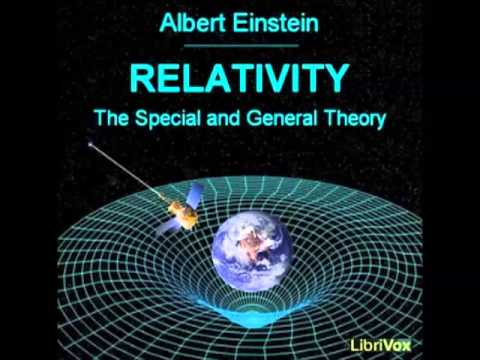 Albert Einstein
RELATIVITY
The Special and General Theory
LibriVox